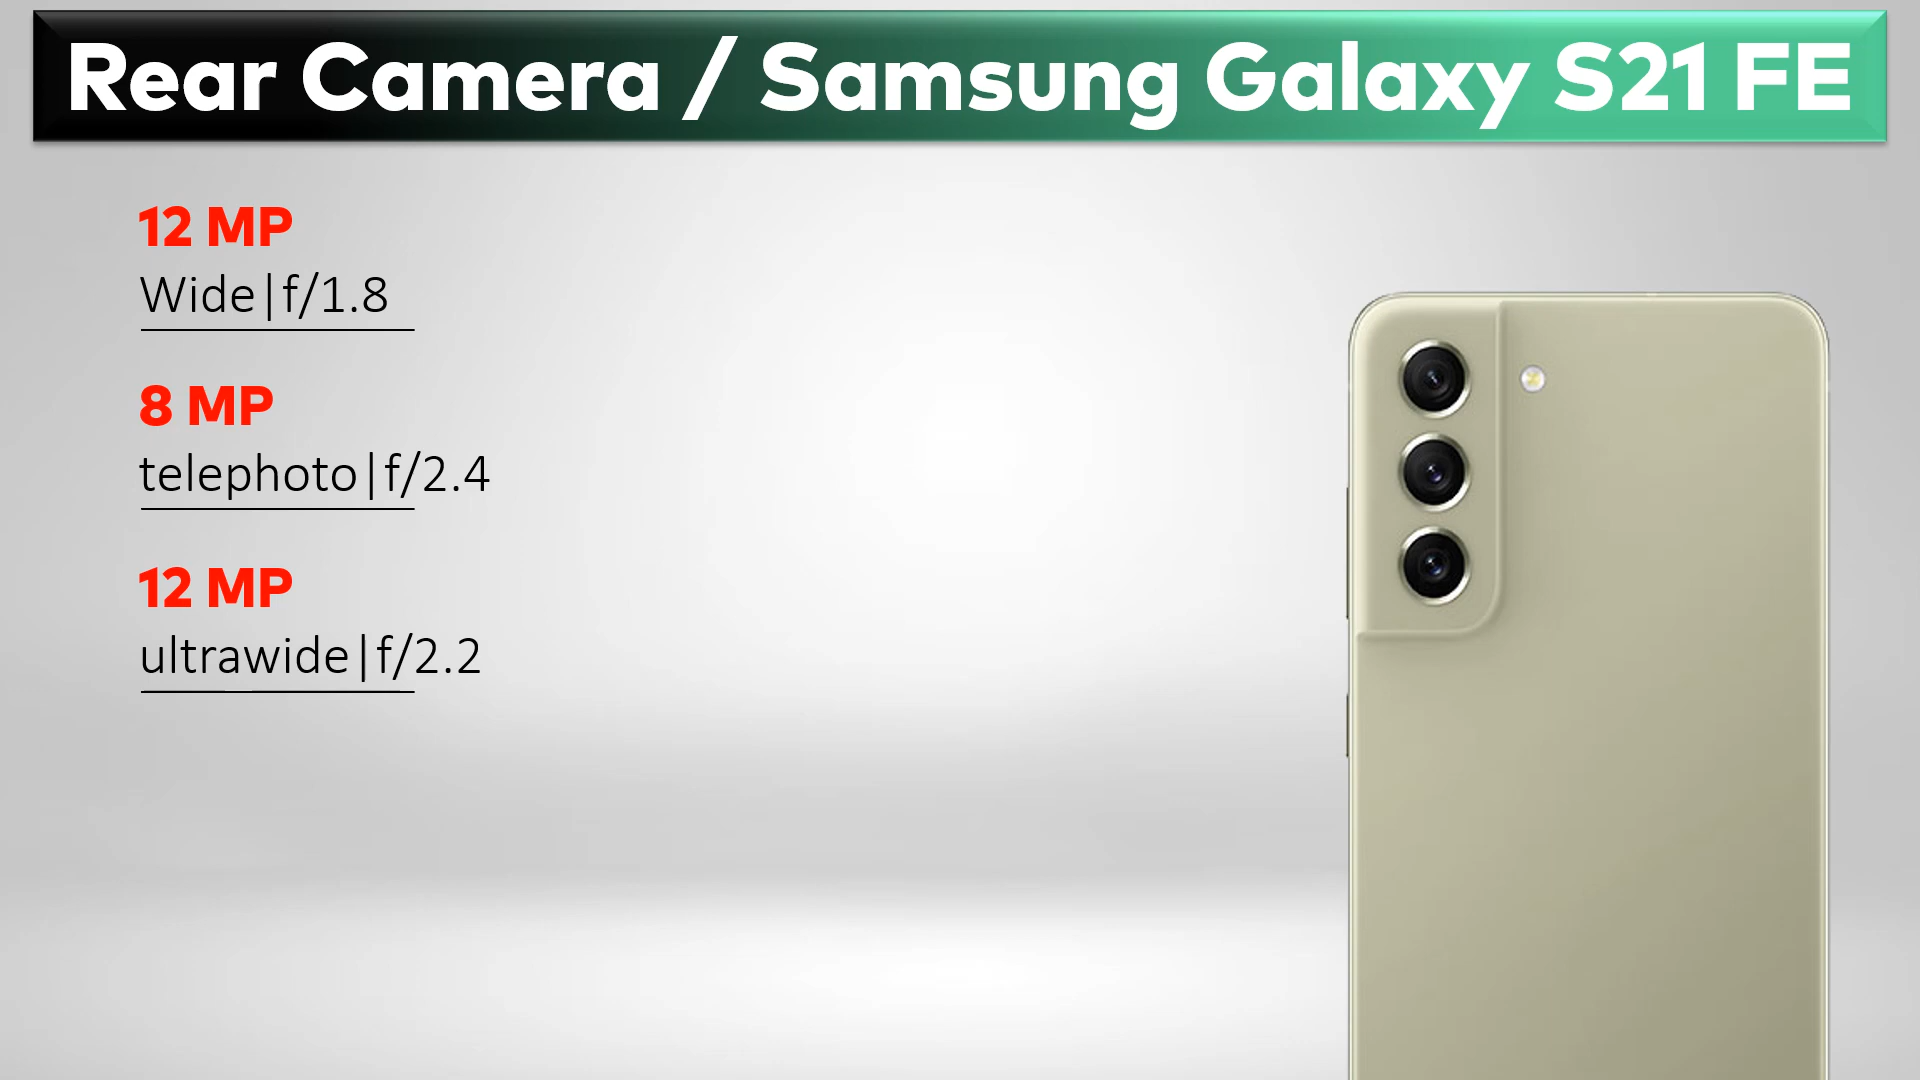 Rear Camera / Samsung Galaxy S21 FE
12 MP
Wide|f/1.8
8 MP
telephoto|f/2.4
12 MP
ultrawide|f/2.2